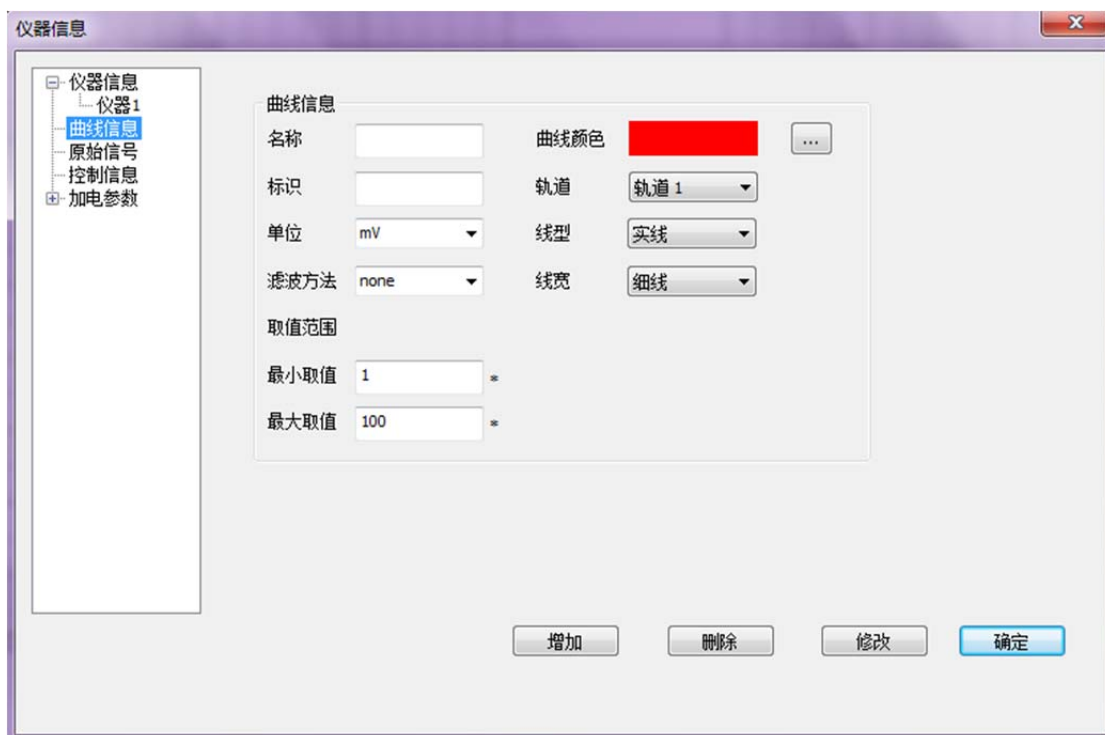 仪器信息
仪器信息
仪器1
曲线信息
原始信号
控制信息
加电参数
曲线信息
名称
曲线颜色
...
标识
轨道
轨道 1
单位
mV
线型
实线
滤波方法
none
线宽
细线
取值范围
最小取值
1
*
最大取值
100
*
增加
删除
修改
确定